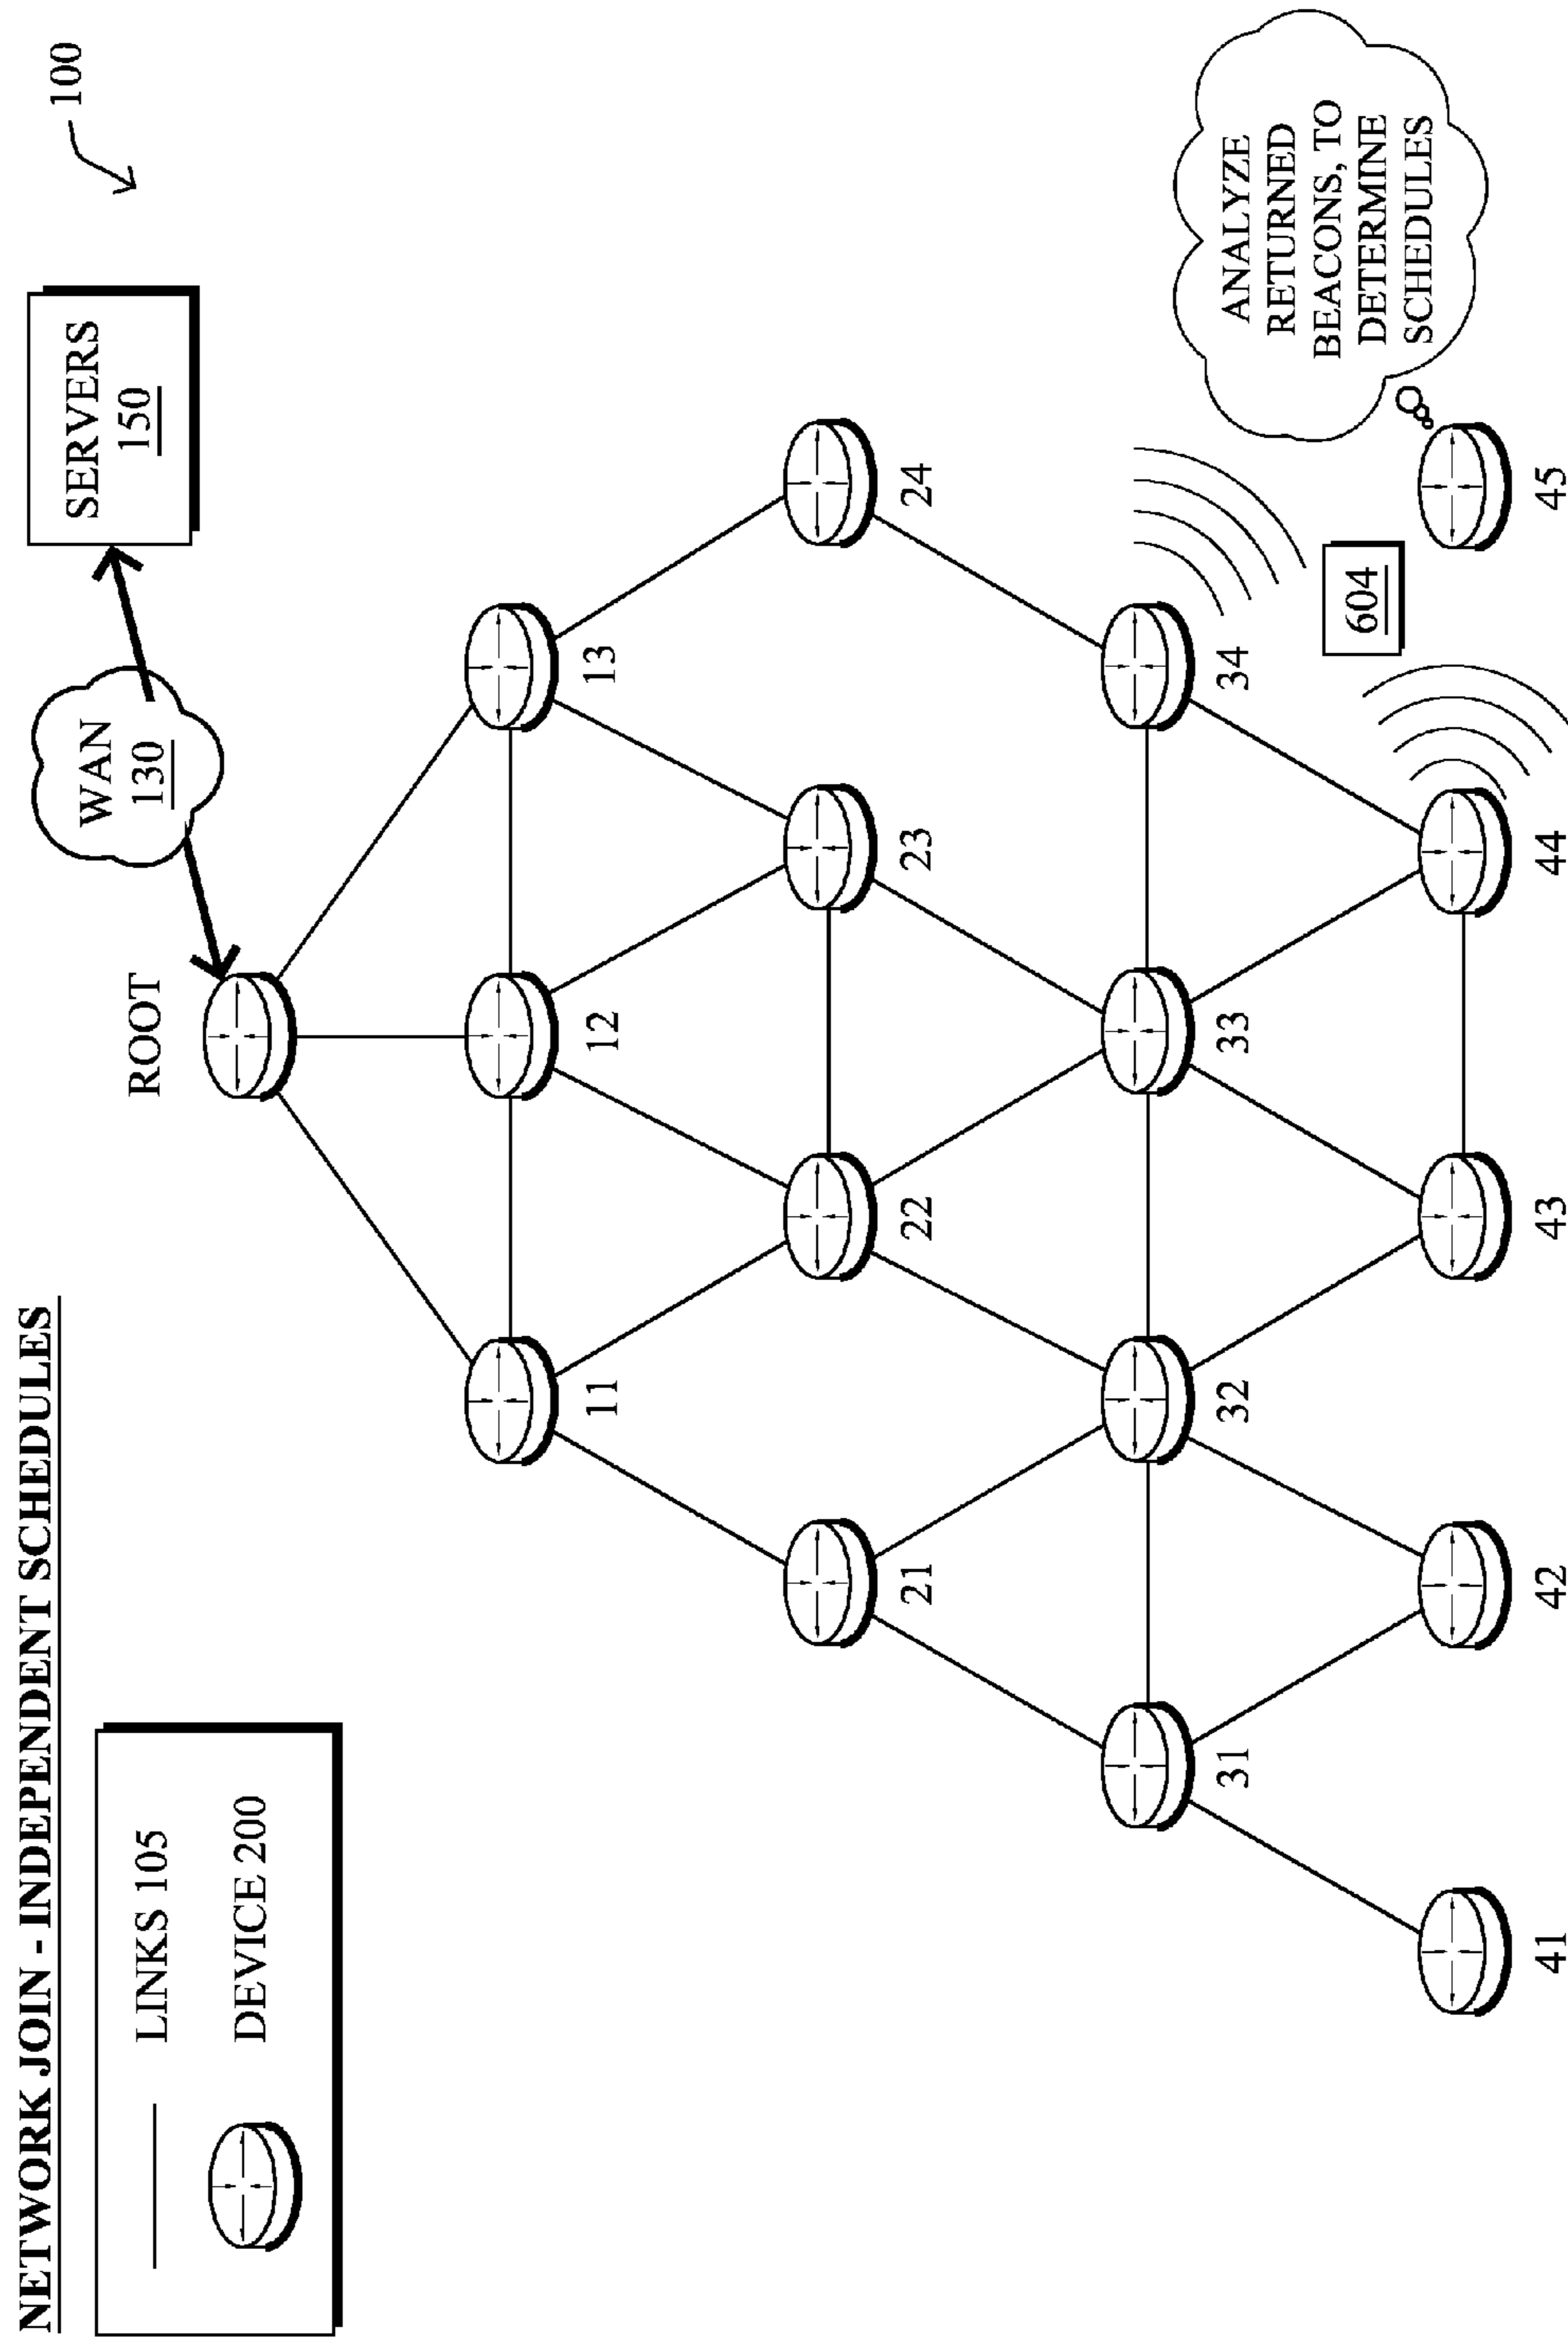 NETWORK JOIN - INDEPENDENT SCHEDULES
100
LINKS 105
DEVICE 200
SERVERS
150
WAN
130
ROOT
11
12
13
21
22
23
24
31
32
33
34
604
ANALYZE
RETURNED
BEACONS, TO
DETERMINE
SCHEDULES
41
42
43
44
45